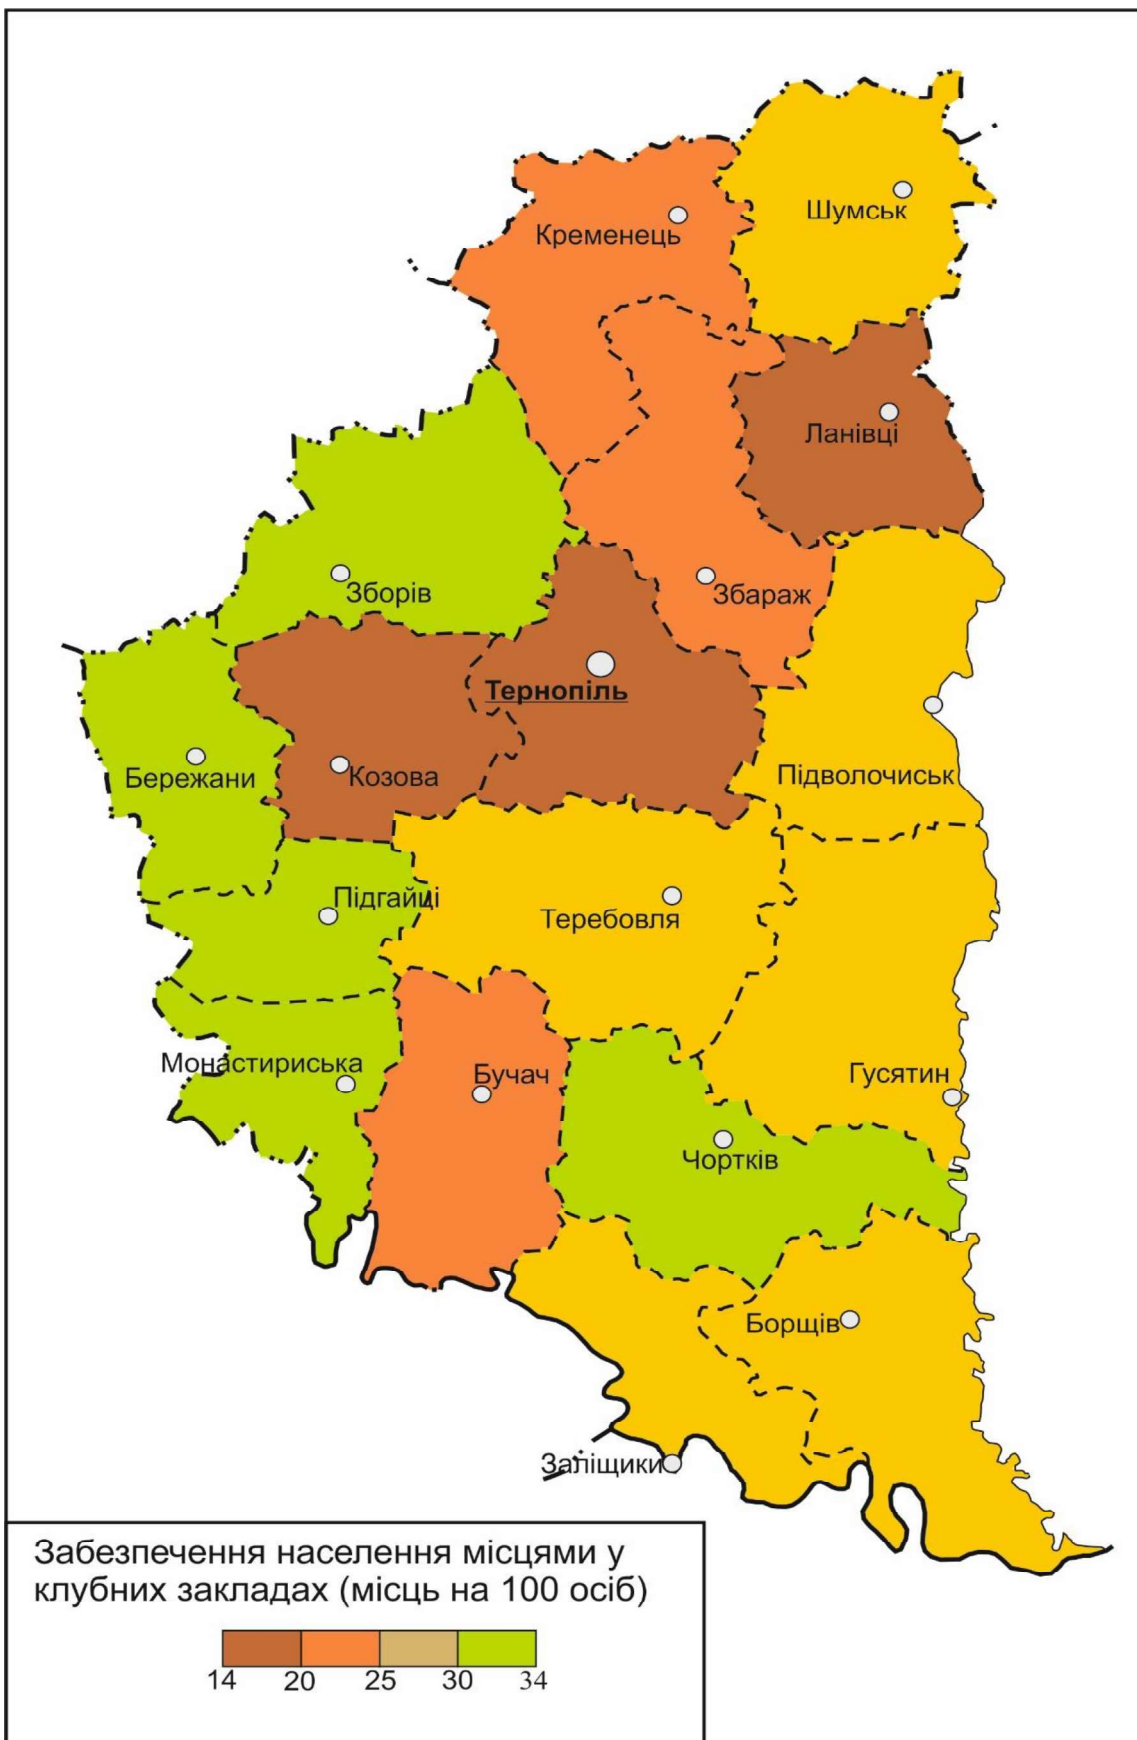 Шумськ
Кременець
Ланівці
Зборів
Збараж
Тернопіль
Бережани
Козова
Підволочиськ
Підгайці
Теребовля
Монастириська
Бучач
Гусятин
Чортків
Борщів
Заліщики
Забезпечення населення місцями у
клубних закладах (місць на 100 осіб)
14 20 25 30 34